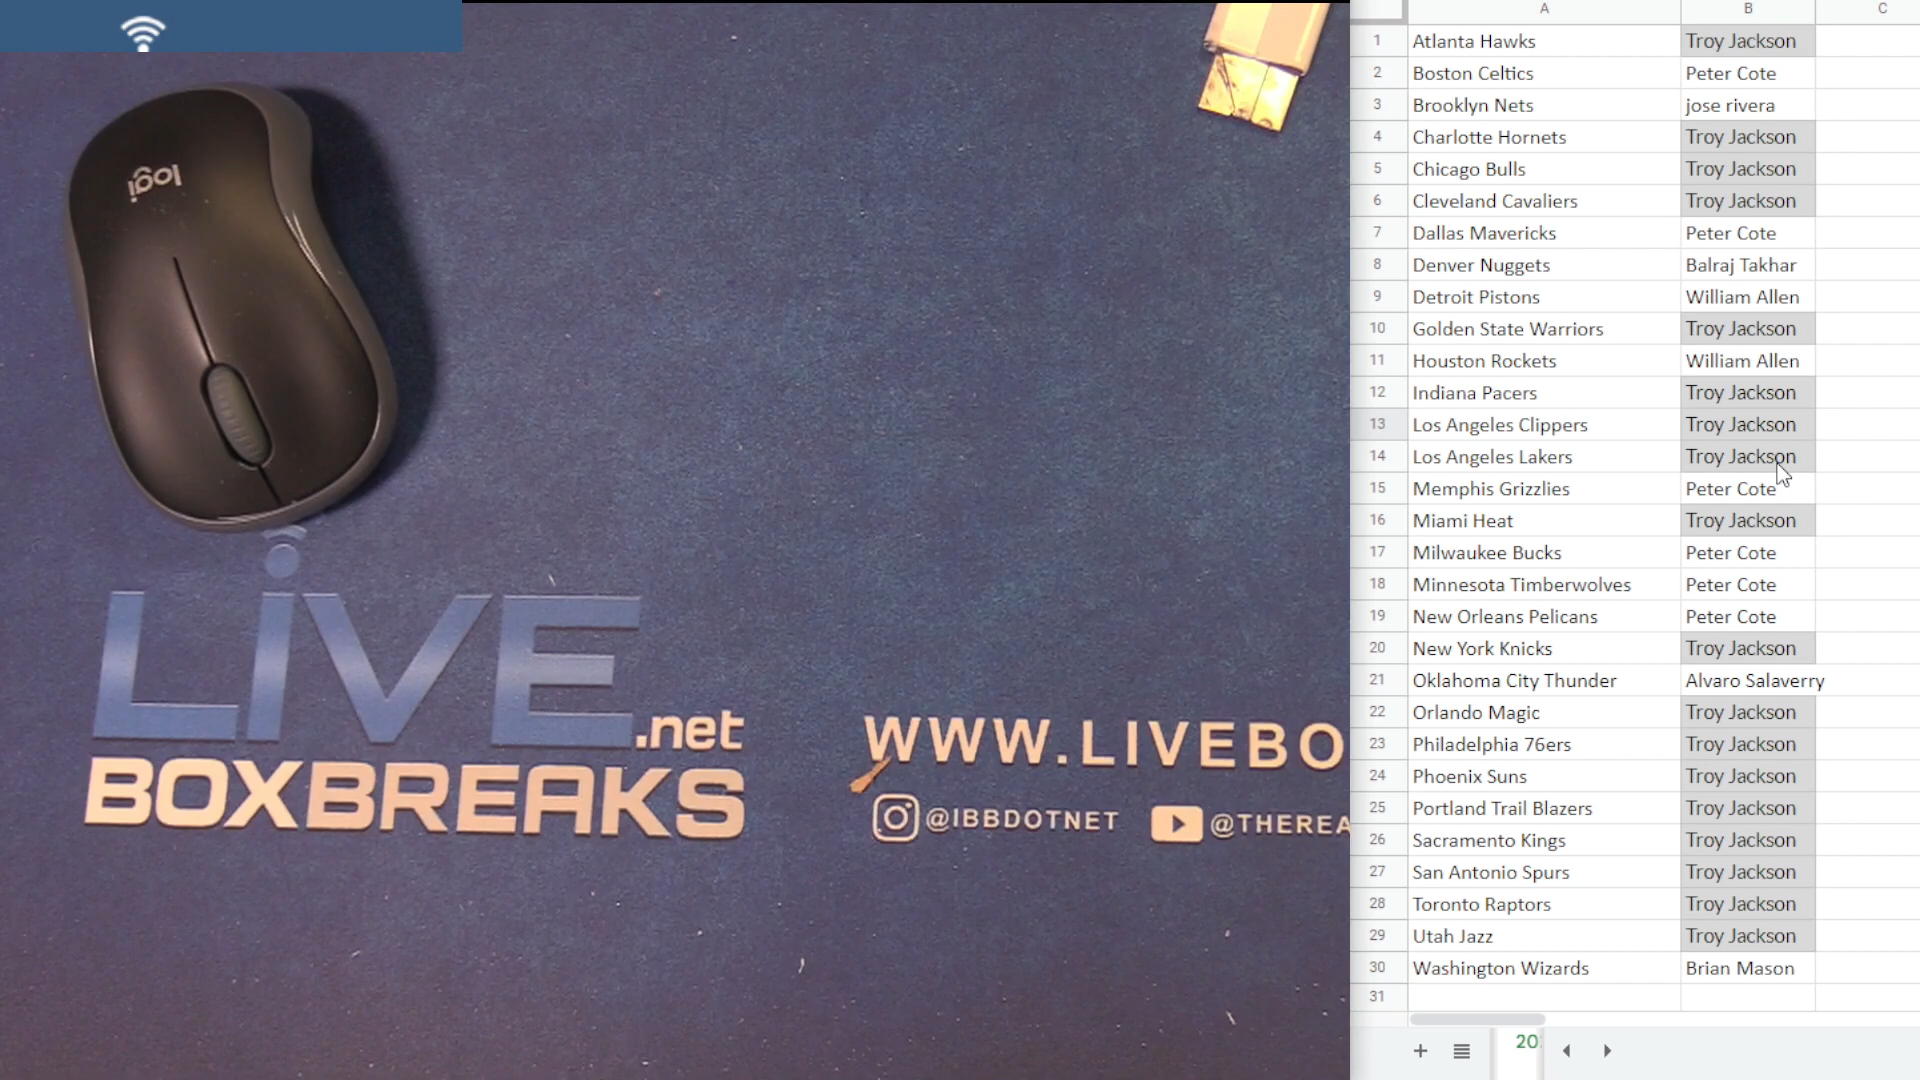 logi
LiVE.net
BOXBREAKS
WWW.LIVEBO
@IBBDOTNET
@THEREA
A B C
1 Atlanta Hawks Troy Jackson
2 Boston Celtics Peter Cote
3 Brooklyn Nets jose rivera
4 Charlotte Hornets Troy Jackson
5 Chicago Bulls Troy Jackson
6 Cleveland Cavaliers Troy Jackson
7 Dallas Mavericks Peter Cote
8 Denver Nuggets Balraj Takhar
9 Detroit Pistons William Allen
10 Golden State Warriors Troy Jackson
11 Houston Rockets William Allen
12 Indiana Pacers Troy Jackson
13 Los Angeles Clippers Troy Jackson
14 Los Angeles Lakers Troy Jackson
15 Memphis Grizzlies Peter Cote
16 Miami Heat Troy Jackson
17 Milwaukee Bucks Peter Cote
18 Minnesota Timberwolves Peter Cote
19 New Orleans Pelicans Peter Cote
20 New York Knicks Troy Jackson
21 Oklahoma City Thunder Alvaro Salaverry
22 Orlando Magic Troy Jackson
23 Philadelphia 76ers Troy Jackson
24 Phoenix Suns Troy Jackson
25 Portland Trail Blazers Troy Jackson
26 Sacramento Kings Troy Jackson
27 San Antonio Spurs Troy Jackson
28 Toronto Raptors Troy Jackson
29 Utah Jazz Troy Jackson
30 Washington Wizards Brian Mason
31
20